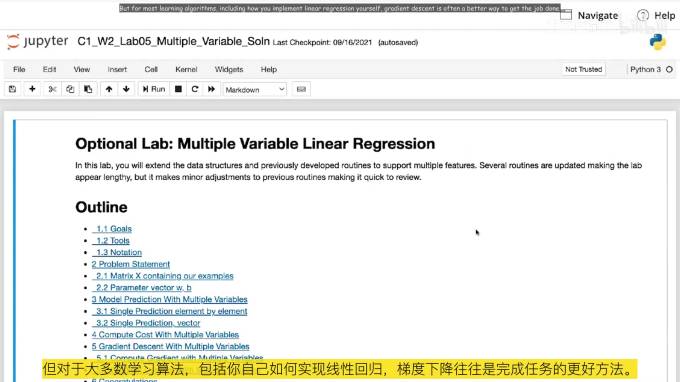 But for most learning algorithms, including how you implement linear regression yourself, gradient descent is often a better way to get the job done.
Navigate Help
jupyter C1_W2_Lab05_Multiple_Variable_Soln Last Checkpoint: 09/16/2021 (autosaved)
File Edit View Insert Cell Kernel Widgets Help Not Trusted Python 3
Run Markdown
Optional Lab: Multiple Variable Linear Regression
In this lab, you will extend the data structures and previously developed routines to support multiple features. Several routines are updated making the lab
appear lengthy, but it makes minor adjustments to previous routines making it quick to review.
Outline
1.1 Goals
1.2 Tools
1.3 Notation
2 Problem Statement
2.1 Matrix X containing our examples
2.2 Parameter vector w, b
3 Model Prediction With Multiple Variables
3.1 Single Prediction element by element
3.2 Single Prediction, vector
4 Compute Cost With Multiple Variables
5 Gradient Descent With Multiple Variables
5.1 Compute Gradient with Multiple Variables
但对于大多数学习算法，包括你自己如何实现线性回归，梯度下降往往是完成任务的更好方法。
6 Congratulations